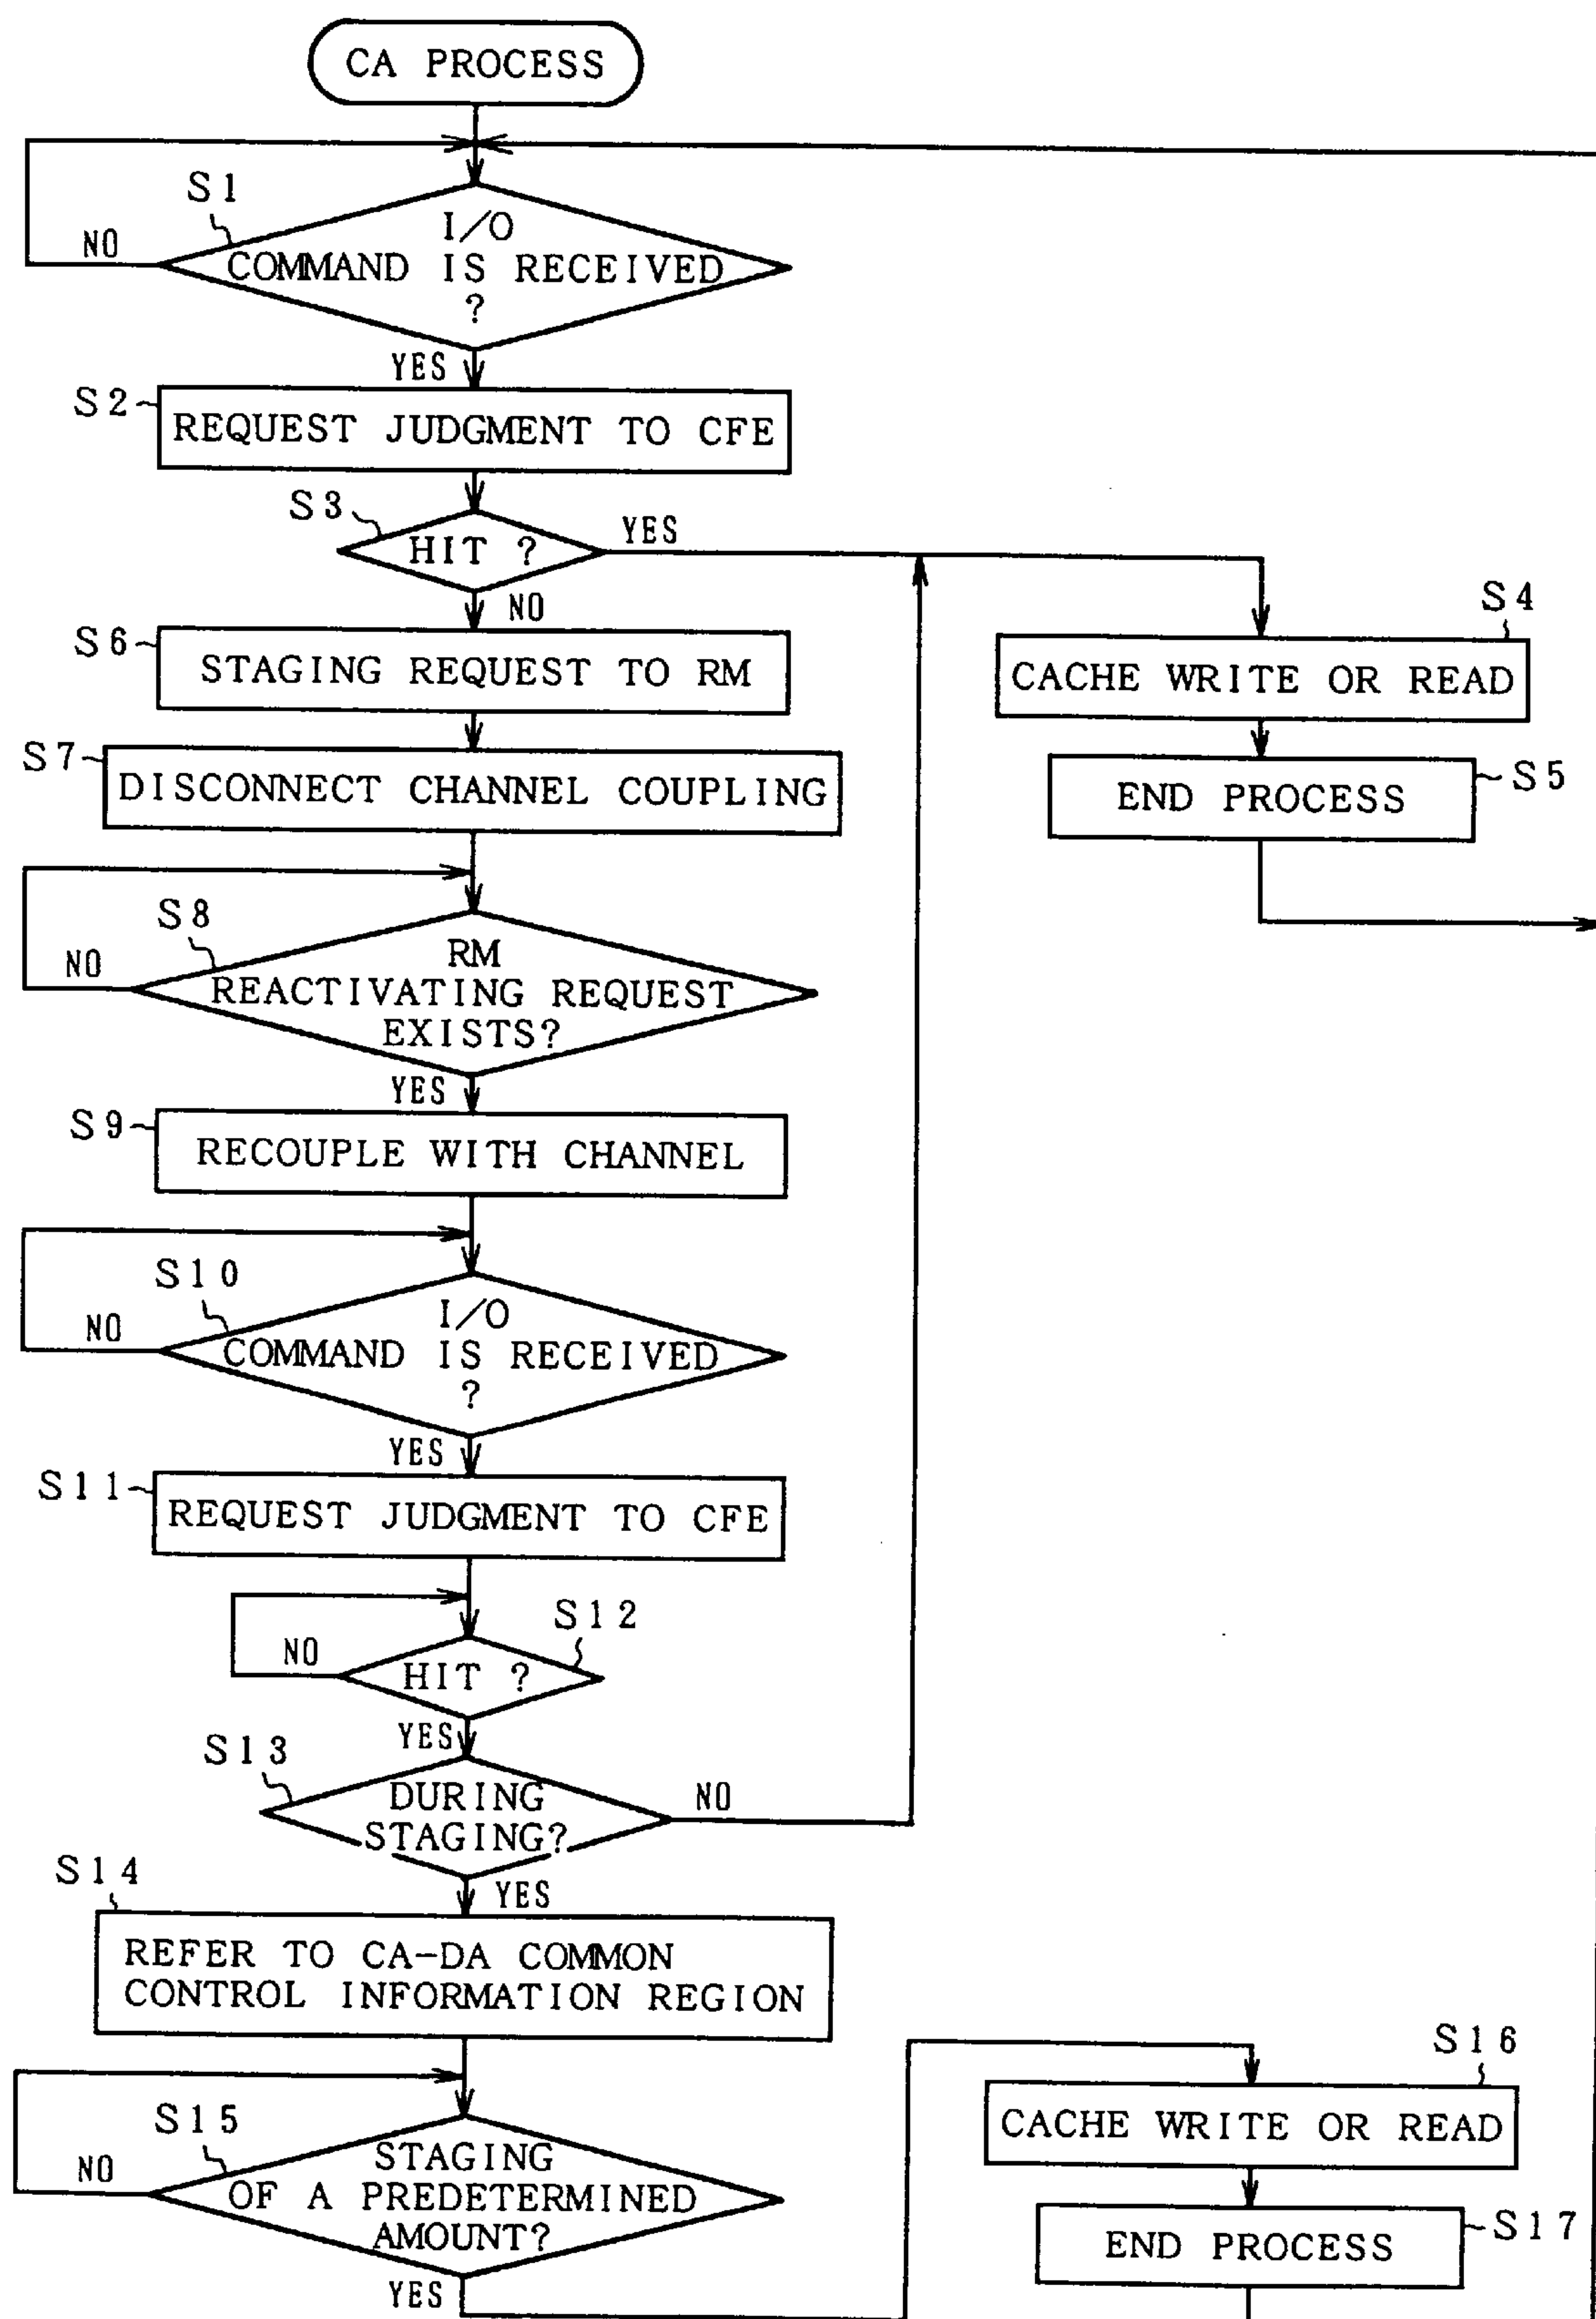 CA PROCESS
S1
I/O
COMMAND IS RECEIVED
?
NO
YES
S2
REQUEST JUDGMENT TO CFE
S3
HIT ?
YES
NO
S4
CACHE WRITE OR READ
S5
END PROCESS
S6
STAGING REQUEST TO RM
S7
DISCONNECT CHANNEL COUPLING
S8
RM
REACTIVATING REQUEST
EXISTS?
NO
YES
S9
RECOUPLE WITH CHANNEL
S10
I/O
COMMAND IS RECEIVED
?
NO
YES
S11
REQUEST JUDGMENT TO CFE
S12
HIT ?
NO
YES
S13
DURING
STAGING?
NO
YES
S14
REFER TO CA-DA COMMON
CONTROL INFORMATION REGION
S15
STAGING
OF A PREDETERMINED
AMOUNT?
NO
YES
S16
CACHE WRITE OR READ
S17
END PROCESS